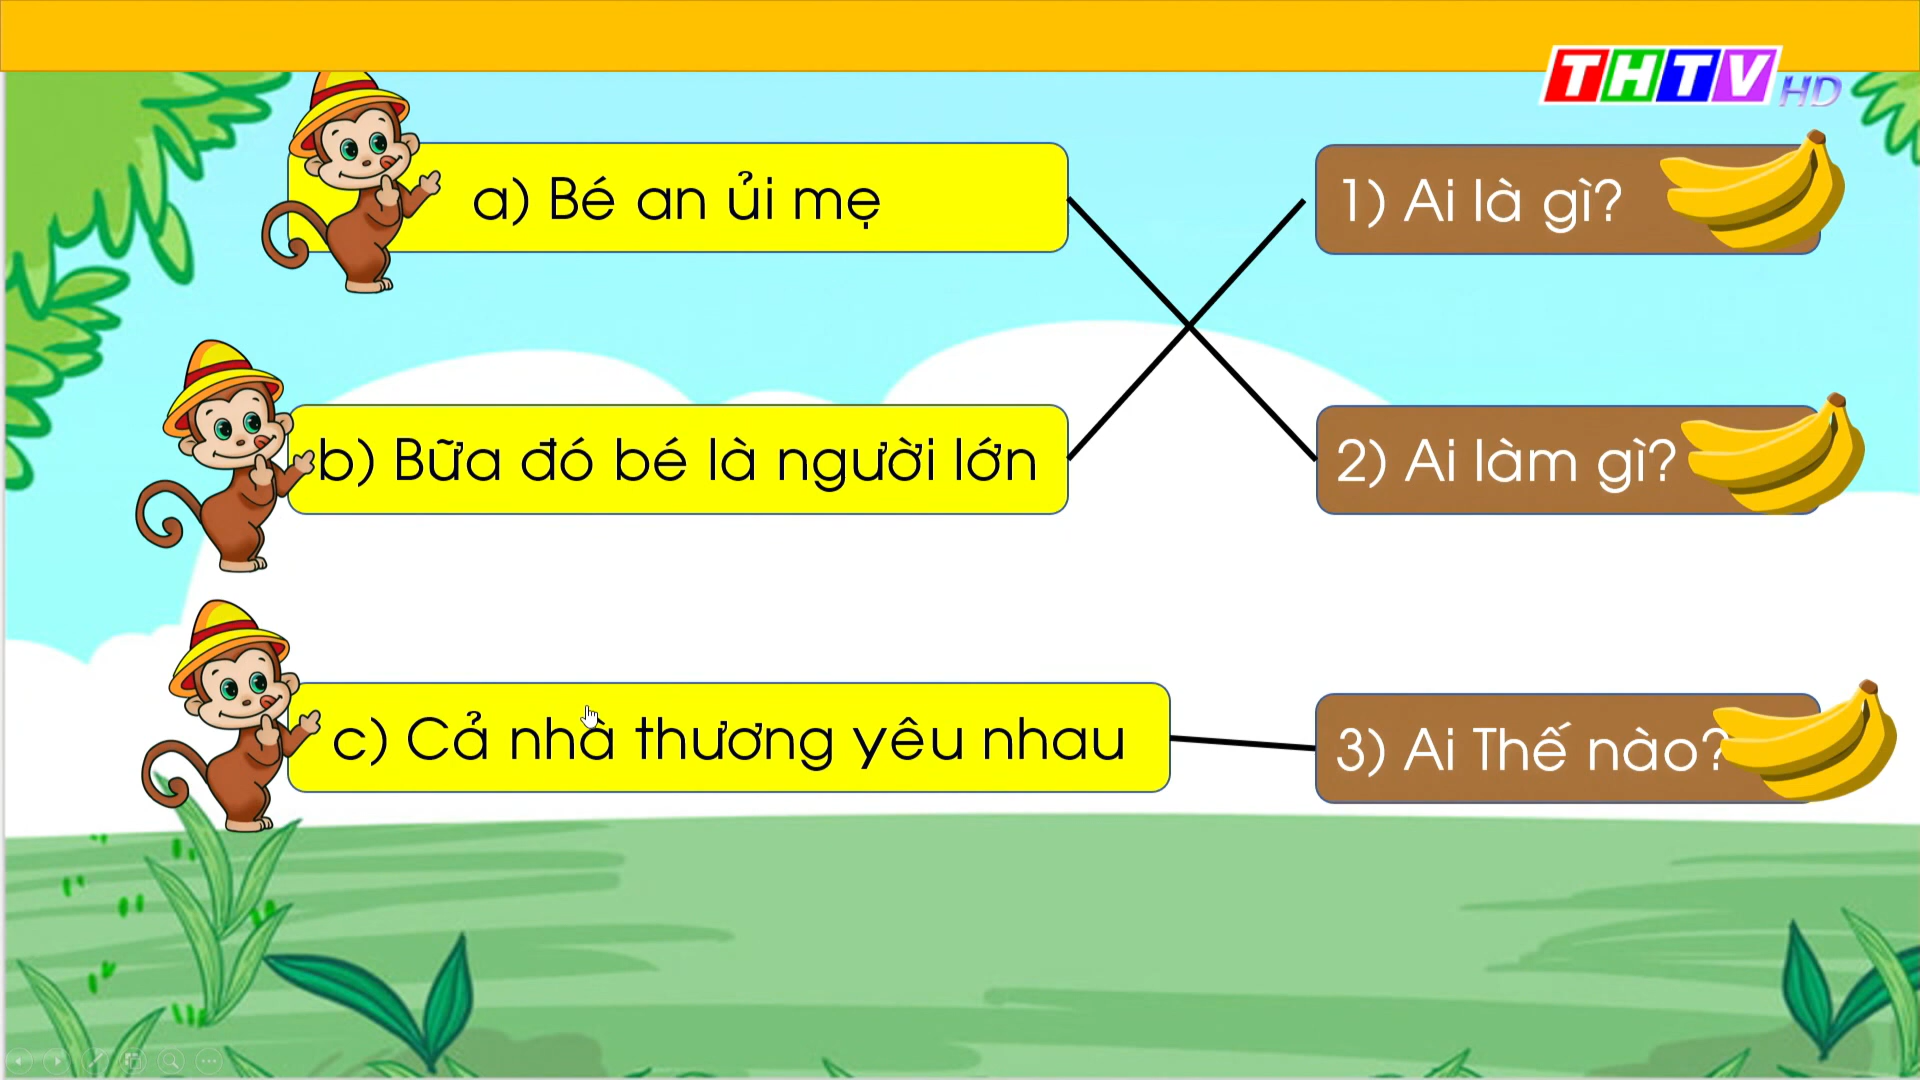 THTV HD
a) Bé an ủi mẹ
1) Ai là gì?
b) Bữa đó bé là người lớn
2) Ai làm gì?
c) Cả nhà thương yêu nhau
3) Ai Thế nào?